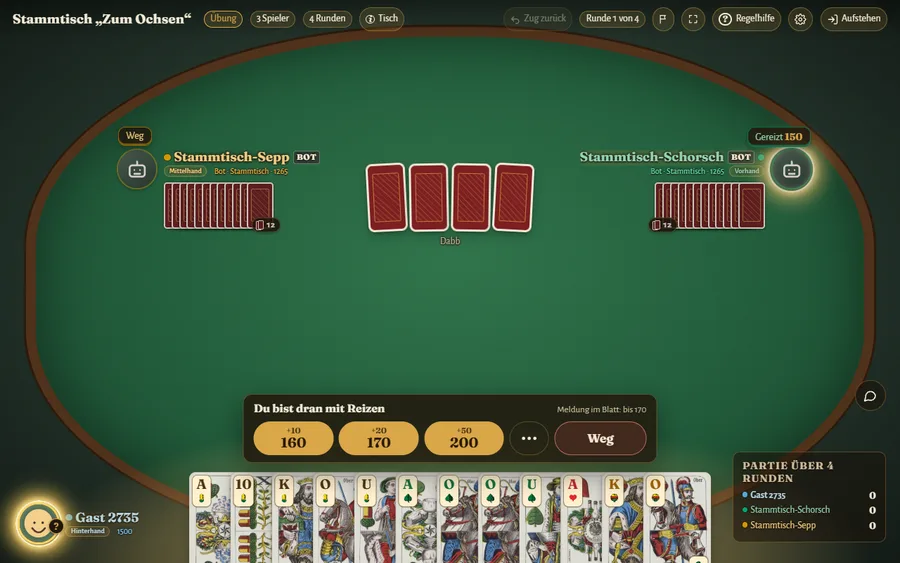 Stammtisch „Zum Ochsen“
Übung
3 Spieler
4 Runden
Tisch
Zug zurück
Runde 1 von 4
Regelhilfe
Aufstehen
Weg
Stammtisch-Sepp BOT
Mittelhand Bot · Stammtisch · 1265
12
Dabb
Gereizt 150
Stammtisch-Schorsch BOT
Bot · Stammtisch · 1265 Vorhand
12
Du bist dran mit Reizen
Meldung im Blatt: bis 170
+10
160
+20
170
+50
200
Weg
A 10 K O U A O O U A K O
Gast 2735
Hinterhand 1500
?
PARTIE ÜBER 4
RUNDEN
Gast 2735 0
Stammtisch-Schorsch 0
Stammtisch-Sepp 0